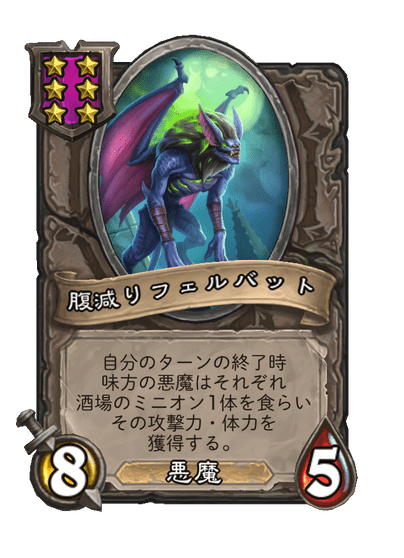 腹減りフェルバット
自分のターンの終了時
味方の悪魔はそれぞれ
酒場のミニオン1体を食らい
その攻撃力・体力を
獲得する。
8
悪魔
5